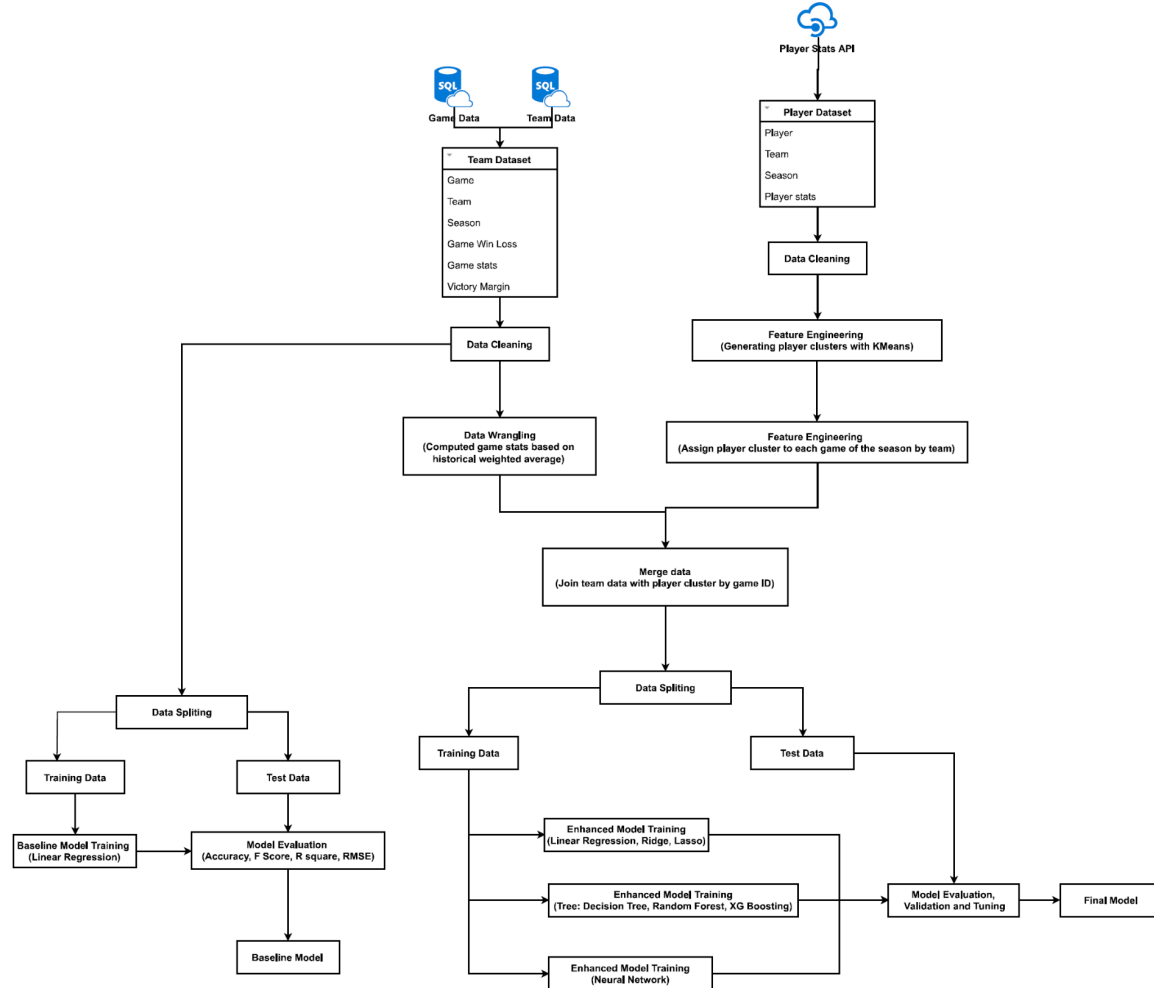 Player Stats API
SQL
SQL
Game Data
Team Data
Player Dataset
Player
Team
Season
Player stats
Team Dataset
Game
Team
Season
Game Win Loss
Game stats
Victory Margin
Data Cleaning
Data Cleaning
Feature Engineering
(Generating player clusters with KMeans)
Data Wrangling
(Computed game stats based on
historical weighted average)
Feature Engineering
(Assign player cluster to each game of the season by team)
Merge data
(Join team data with player cluster by game ID)
Data Spliting
Data Spliting
Training Data
Test Data
Training Data
Test Data
Baseline Model Training
(Linear Regression)
Model Evaluation
(Accuracy, F Score, R square, RMSE)
Baseline Model
Enhanced Model Training
(Linear Regression, Ridge, Lasso)
Enhanced Model Training
(Tree: Decision Tree, Random Forest, XG Boosting)
Enhanced Model Training
(Neural Network)
Model Evaluation,
Validation and Tuning
Final Model